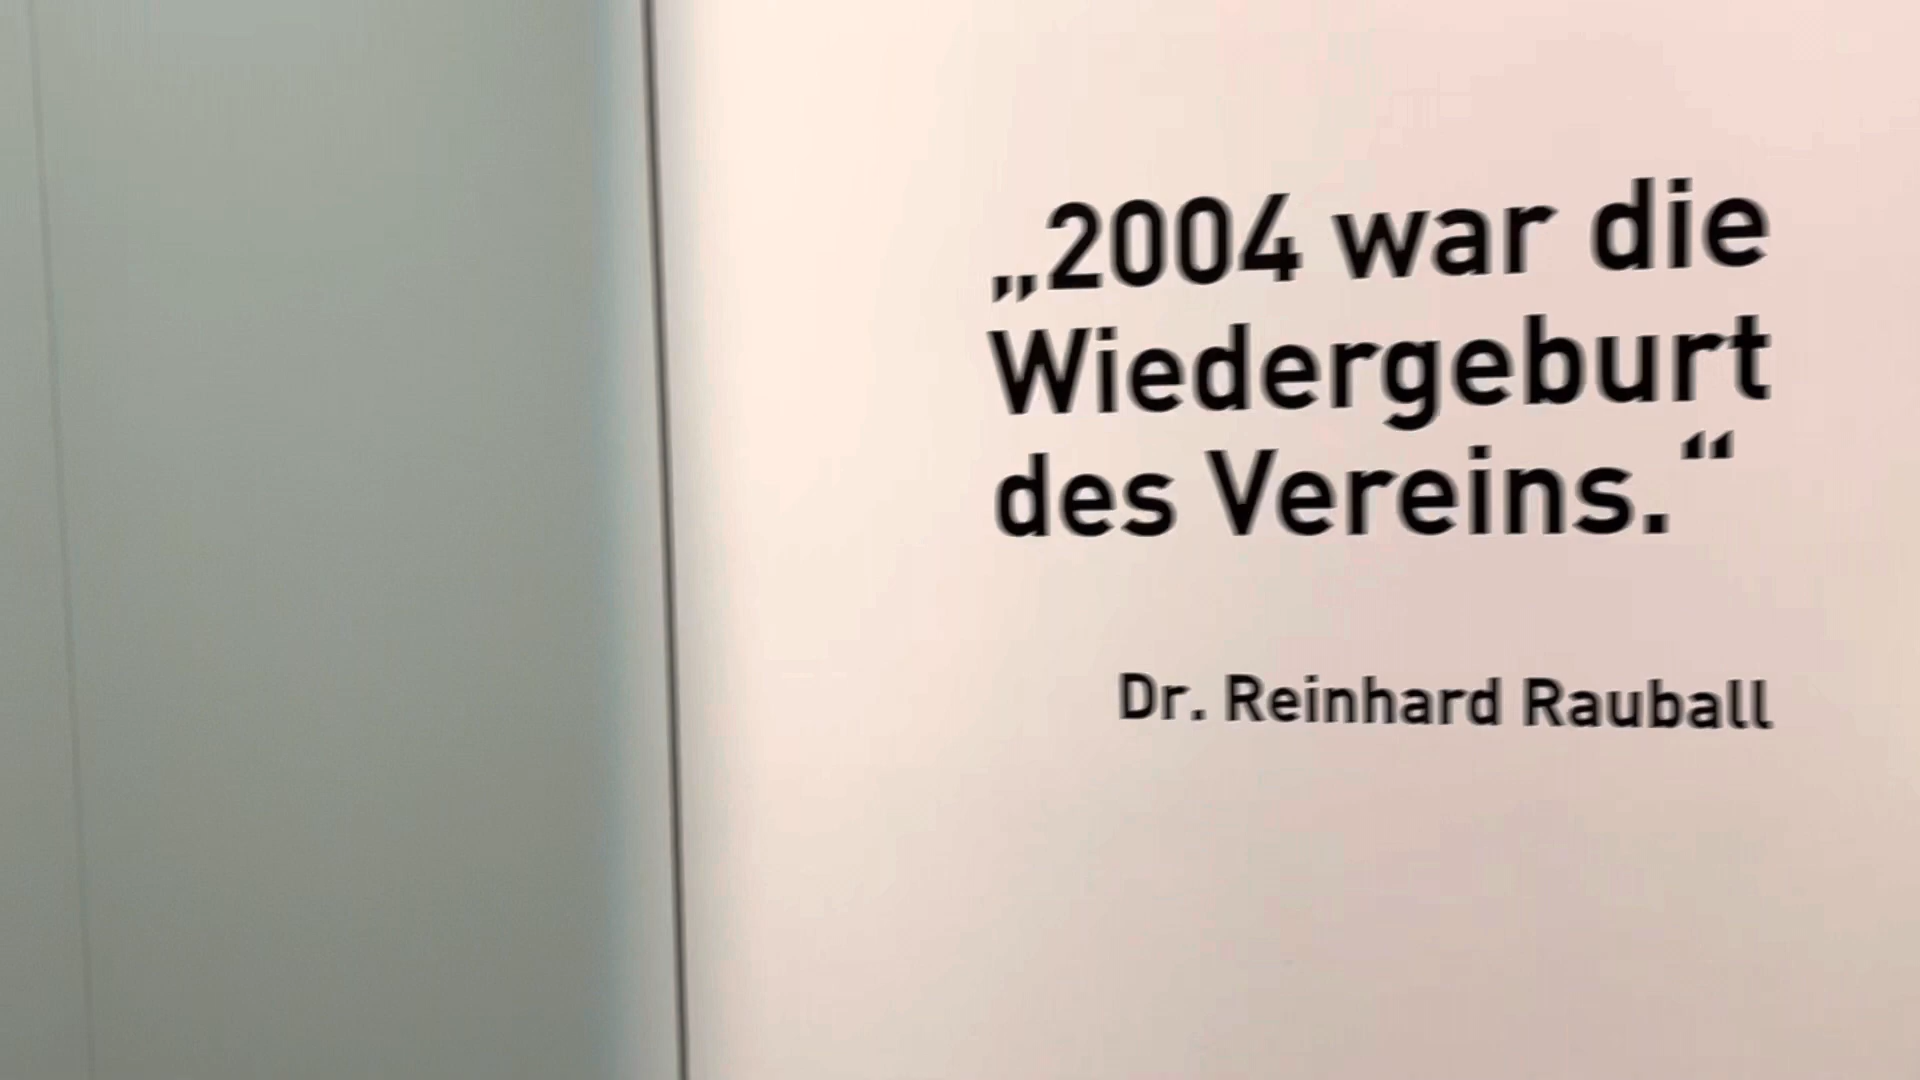 „2004 war die
Wiedergeburt
des Vereins.“
Dr. Reinhard Rauball